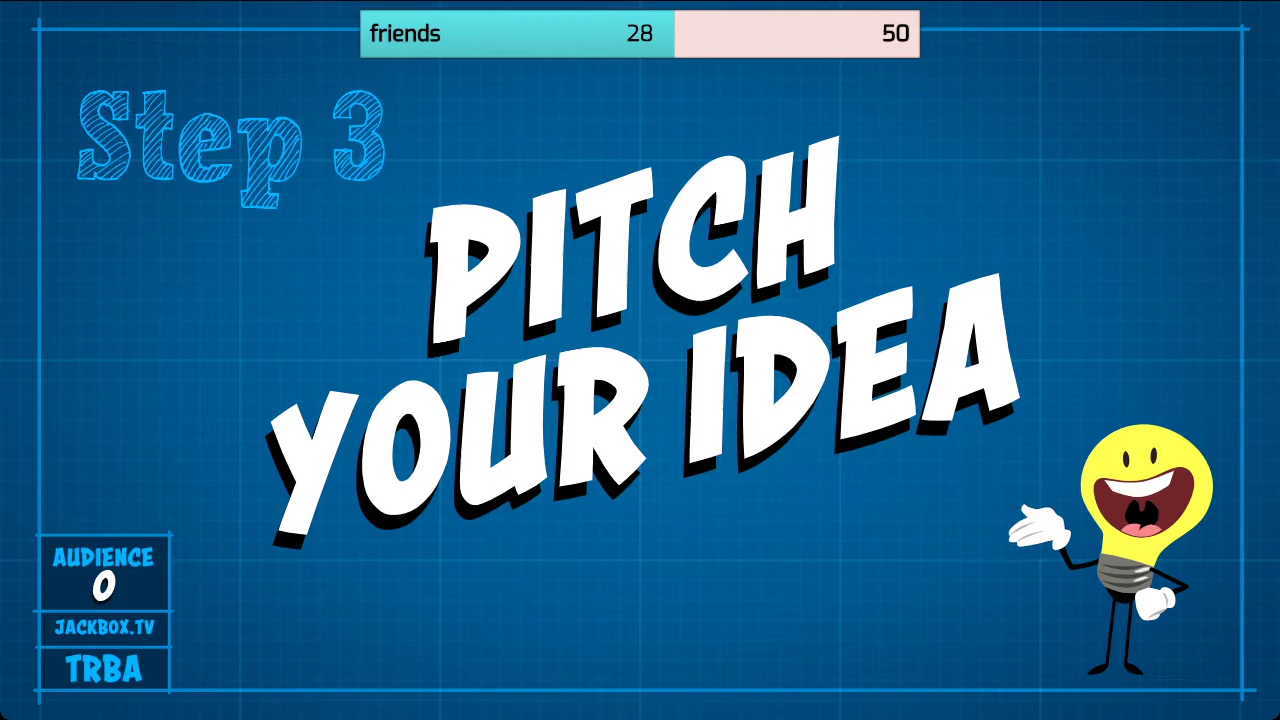 friends 28 50
Step 3
PITCH
YOUR IDEA
AUDIENCE
0
JACKBOX.TV
TRBA